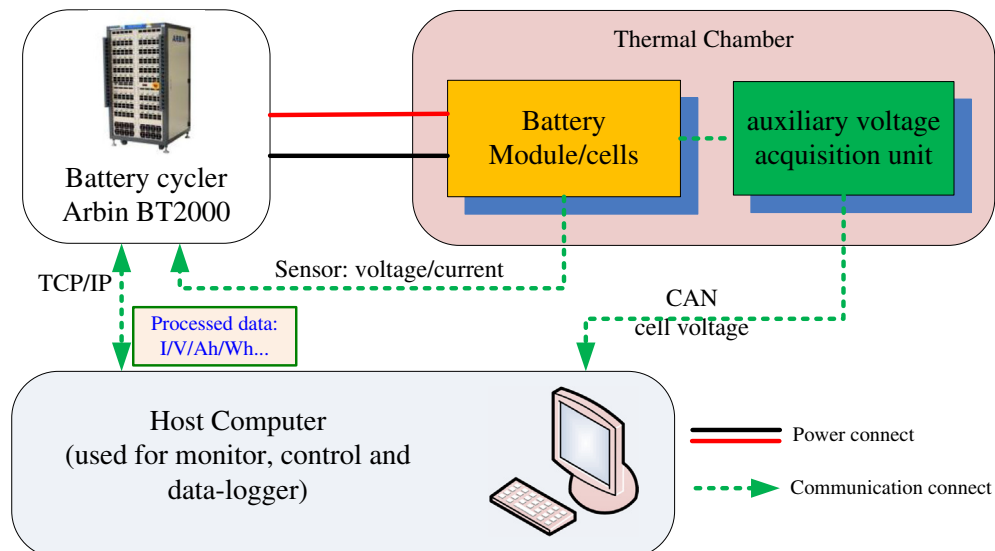 Thermal Chamber
ARBIN
Battery cycler
Arbin BT2000
Battery
Module/cells
auxiliary voltage
acquisition unit
TCP/IP
Sensor: voltage/current
CAN
cell voltage
Processed data:
I/V/Ah/Wh...
Host Computer
(used for monitor, control and
data-logger)
Power connect
Communication connect